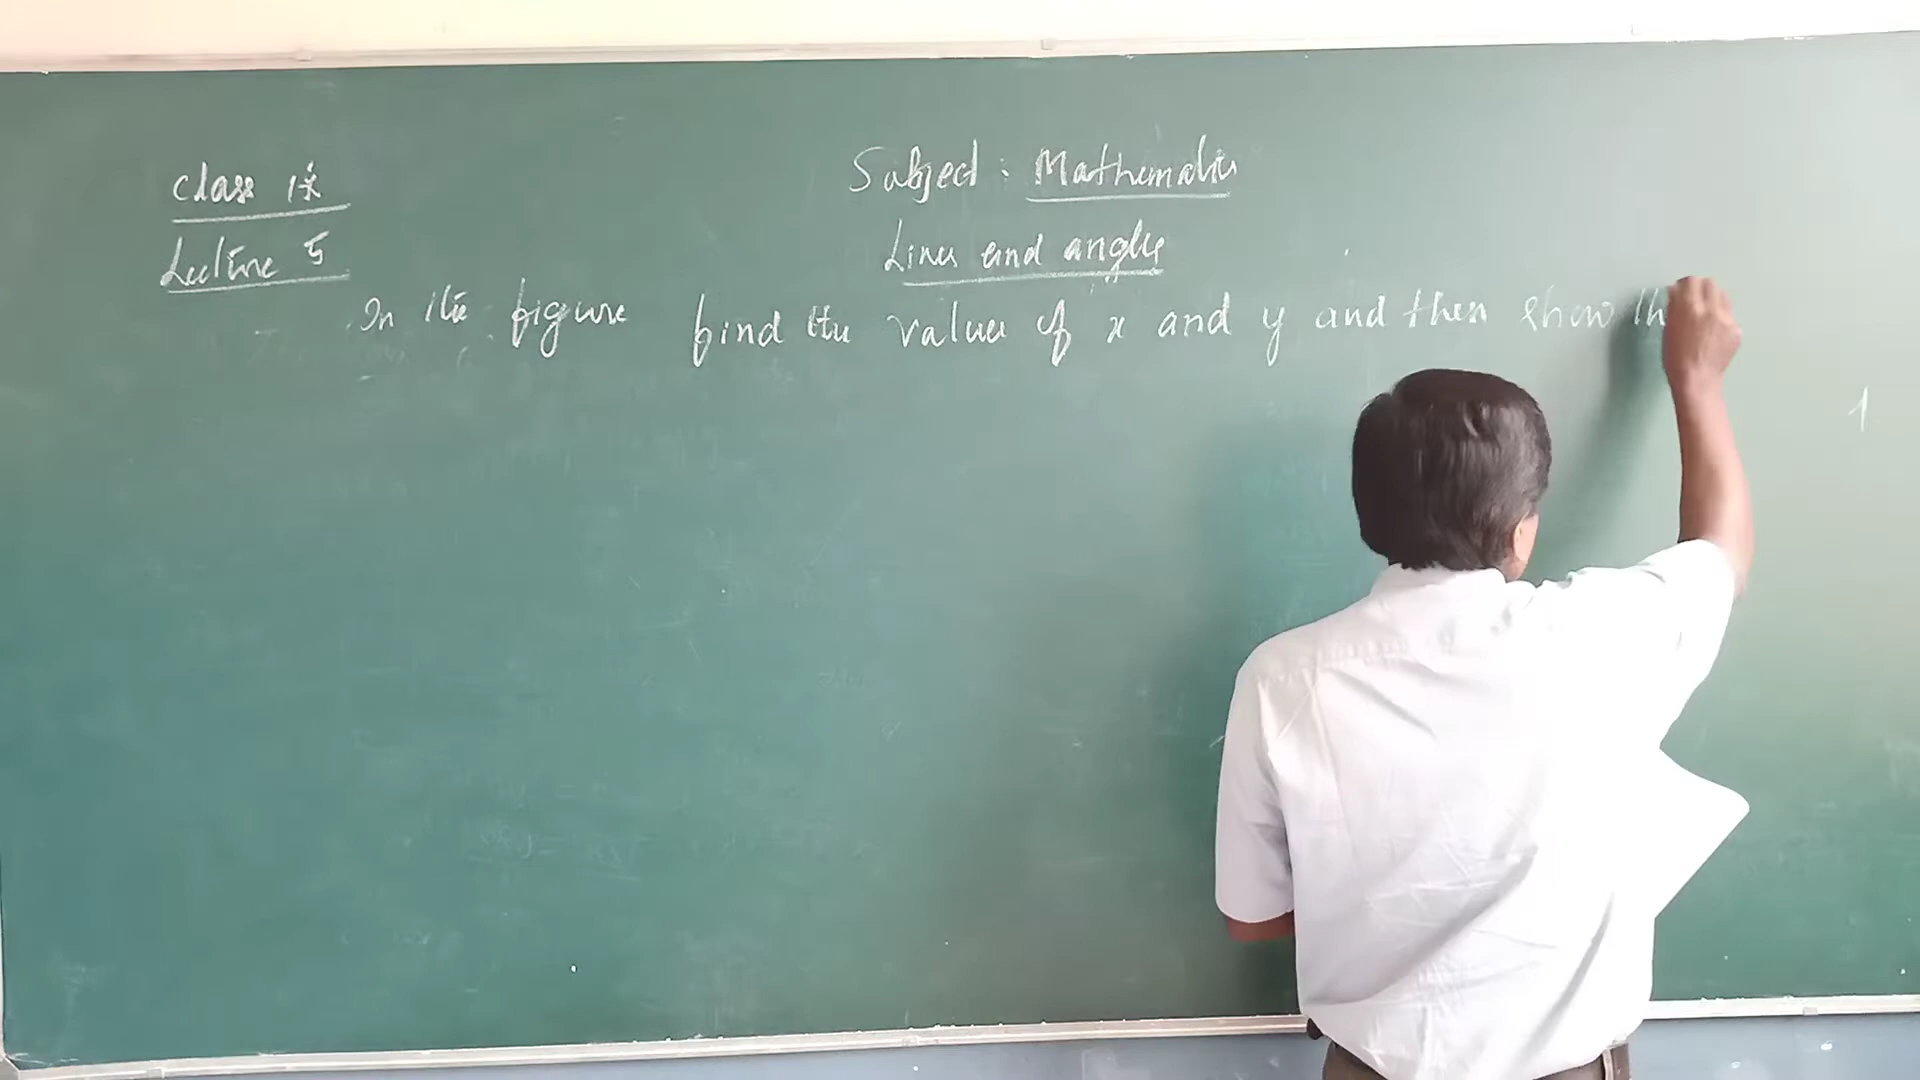 Class IX
Subject : Mathematics
Lecture 5
Lines and angles
In the figure find the values of x and y and then show th
1